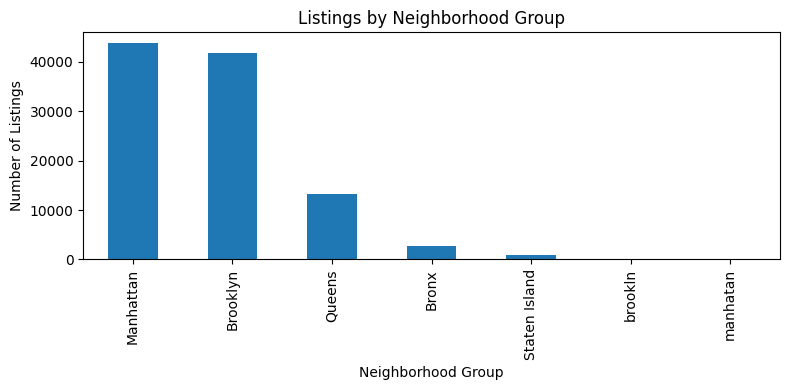 Listings by Neighborhood Group
Number of Listings
40000
30000
20000
10000
0
Manhattan
Brooklyn
Queens
Bronx
Staten Island
brookln
manhatan
Neighborhood Group